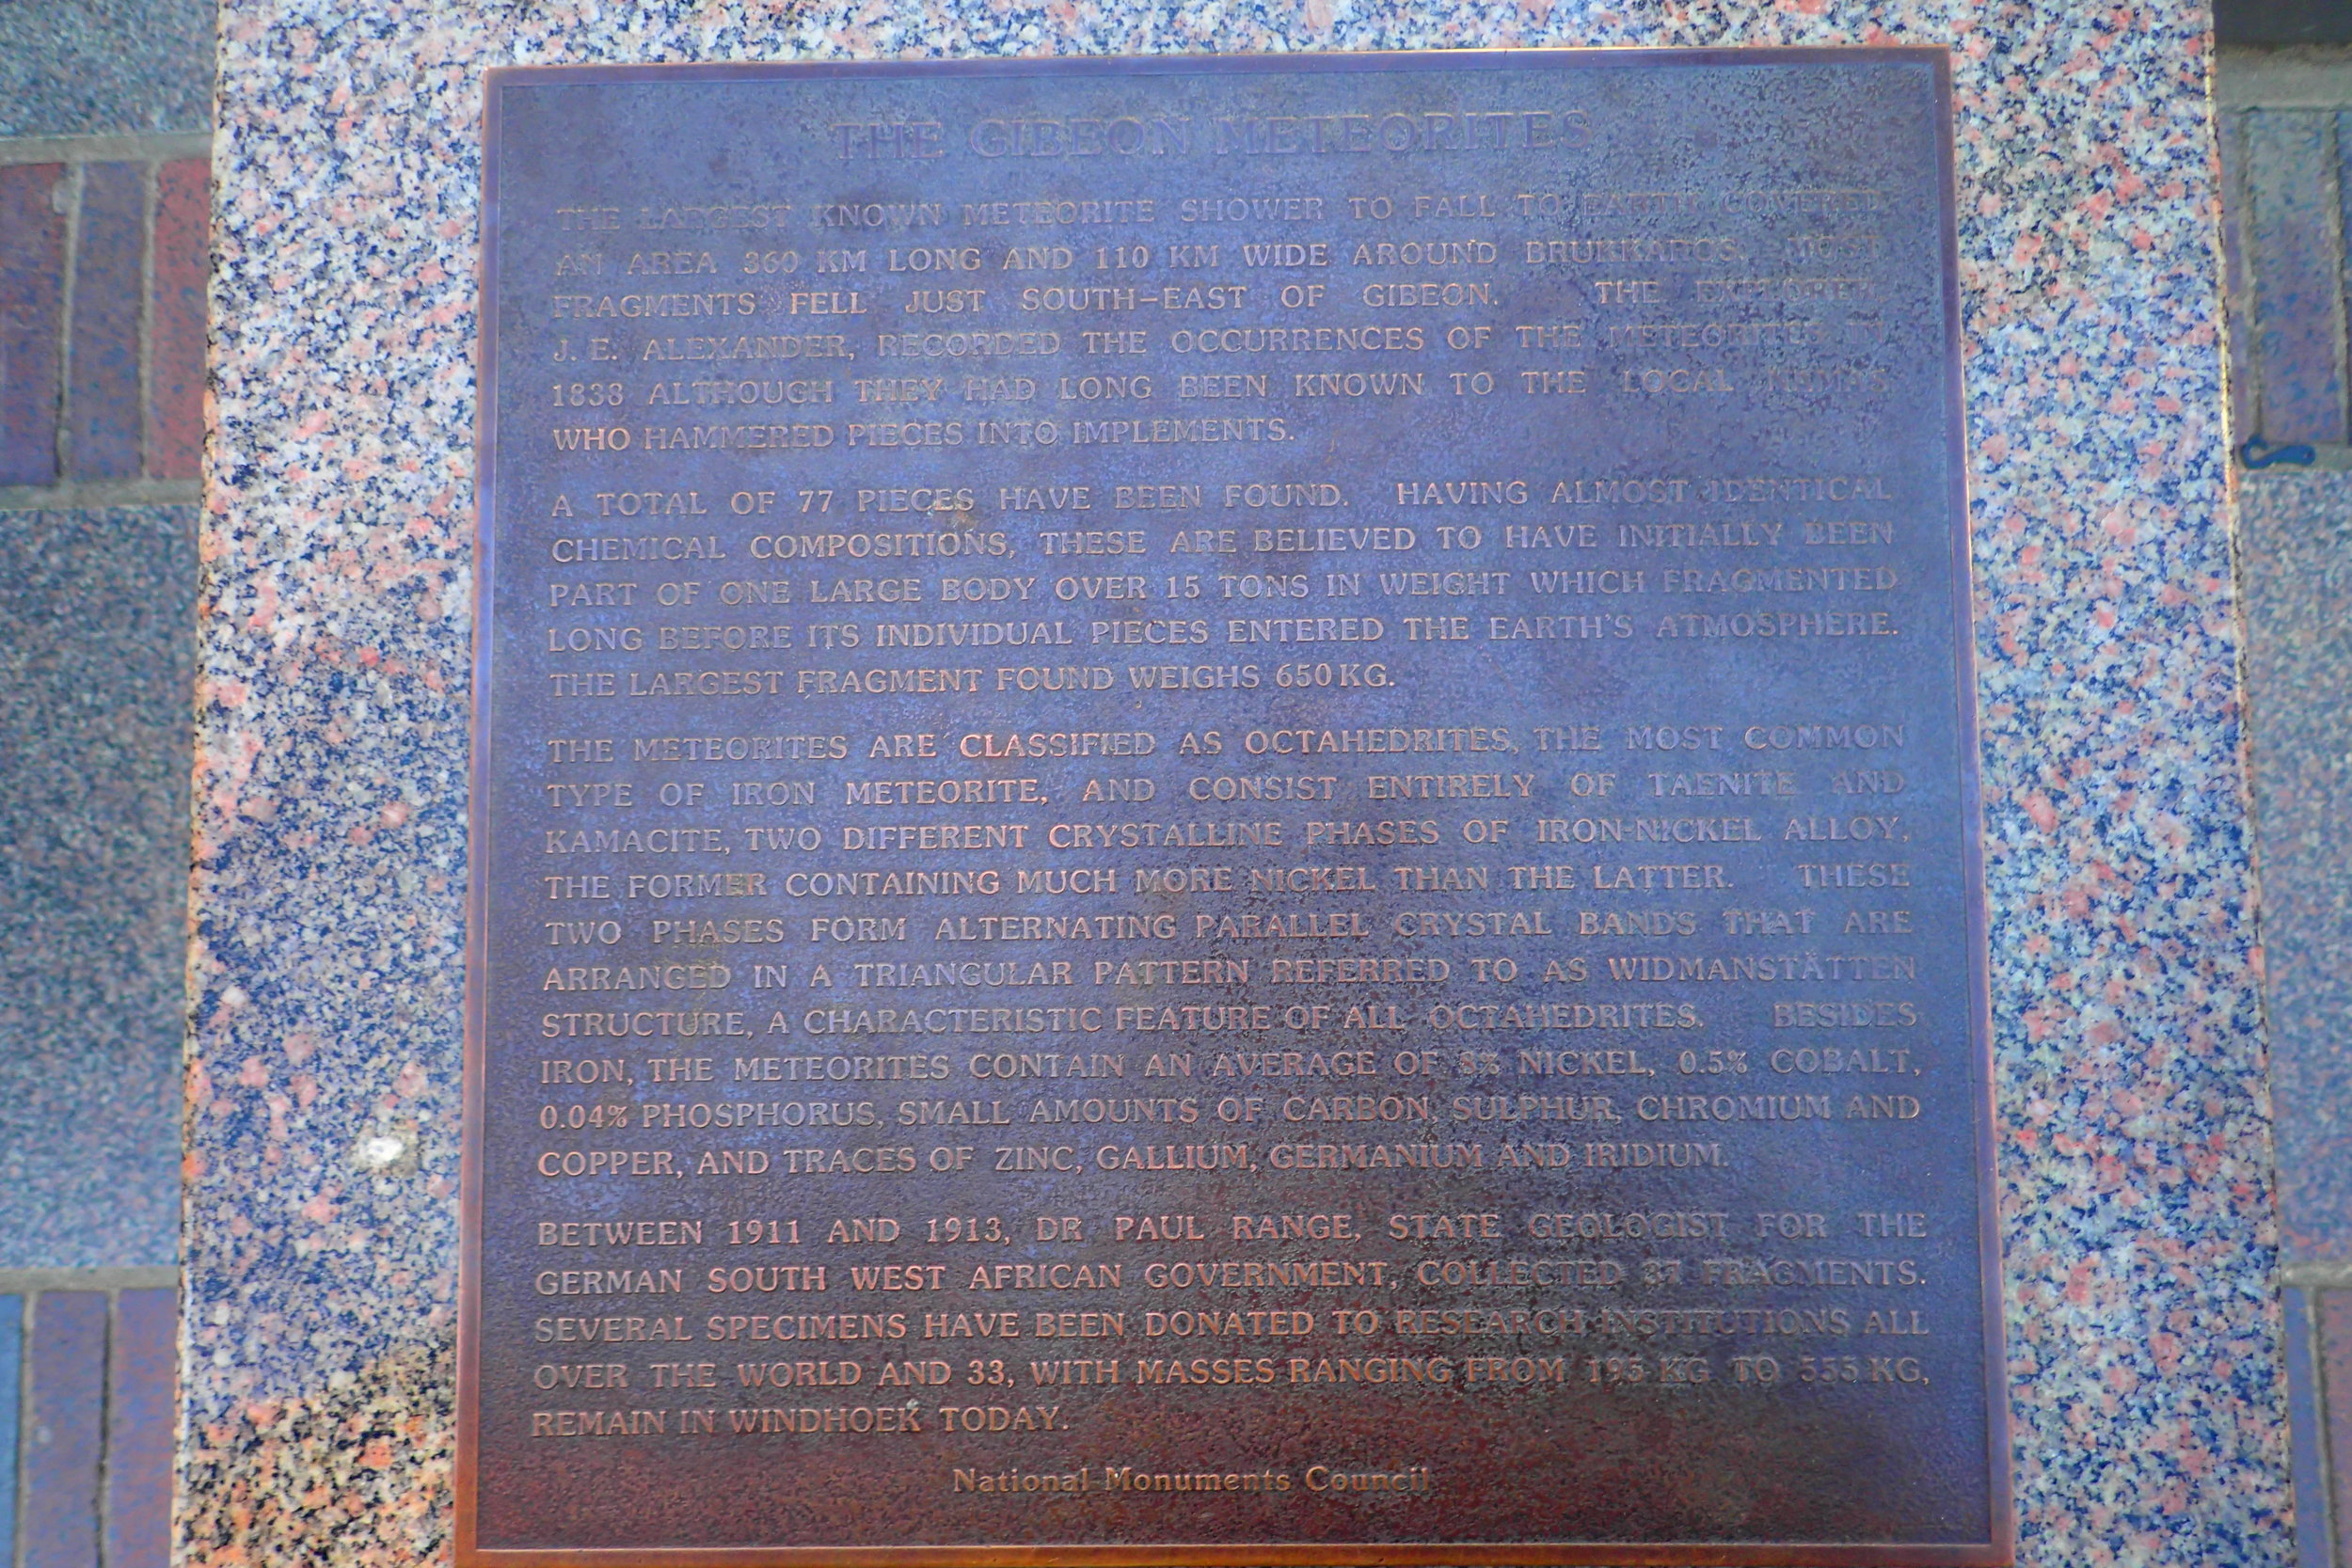 THE GIBEON METEORITES
THE LARGEST KNOWN METEORITE SHOWER TO FALL TO EARTH COVERED
AN AREA 360 KM LONG AND 110 KM WIDE AROUND BRUKKAROS. MOST
FRAGMENTS FELL JUST SOUTH-EAST OF GIBEON. THE EXPLORER,
J. E. ALEXANDER, RECORDED THE OCCURRENCES OF THE METEORITES IN
1838 ALTHOUGH THEY HAD LONG BEEN KNOWN TO THE LOCAL NAMAS
WHO HAMMERED PIECES INTO IMPLEMENTS.
A TOTAL OF 77 PIECES HAVE BEEN FOUND. HAVING ALMOST IDENTICAL
CHEMICAL COMPOSITIONS, THESE ARE BELIEVED TO HAVE INITIALLY BEEN
PART OF ONE LARGE BODY OVER 15 TONS IN WEIGHT WHICH FRAGMENTED
LONG BEFORE ITS INDIVIDUAL PIECES ENTERED THE EARTH'S ATMOSPHERE.
THE LARGEST FRAGMENT FOUND WEIGHS 650 KG.
THE METEORITES ARE CLASSIFIED AS OCTAHEDRITES, THE MOST COMMON
TYPE OF IRON METEORITE, AND CONSIST ENTIRELY OF TAENITE AND
KAMACITE, TWO DIFFERENT CRYSTALLINE PHASES OF IRON-NICKEL ALLOY,
THE FORMER CONTAINING MUCH MORE NICKEL THAN THE LATTER. THESE
TWO PHASES FORM ALTERNATING PARALLEL CRYSTAL BANDS THAT ARE
ARRANGED IN A TRIANGULAR PATTERN REFERRED TO AS WIDMANSTÄTTEN
STRUCTURE, A CHARACTERISTIC FEATURE OF ALL OCTAHEDRITES. BESIDES
IRON, THE METEORITES CONTAIN AN AVERAGE OF 8% NICKEL, 0.5% COBALT,
0.04% PHOSPHORUS, SMALL AMOUNTS OF CARBON, SULPHUR, CHROMIUM AND
COPPER, AND TRACES OF ZINC, GALLIUM, GERMANIUM AND IRIDIUM.
BETWEEN 1911 AND 1913, DR PAUL RANGE, STATE GEOLOGIST FOR THE
GERMAN SOUTH WEST AFRICAN GOVERNMENT, COLLECTED 37 FRAGMENTS.
SEVERAL SPECIMENS HAVE BEEN DONATED TO RESEARCH INSTITUTIONS ALL
OVER THE WORLD AND 33, WITH MASSES RANGING FROM 195 KG TO 555 KG,
REMAIN IN WINDHOEK TODAY.
National Monuments Council